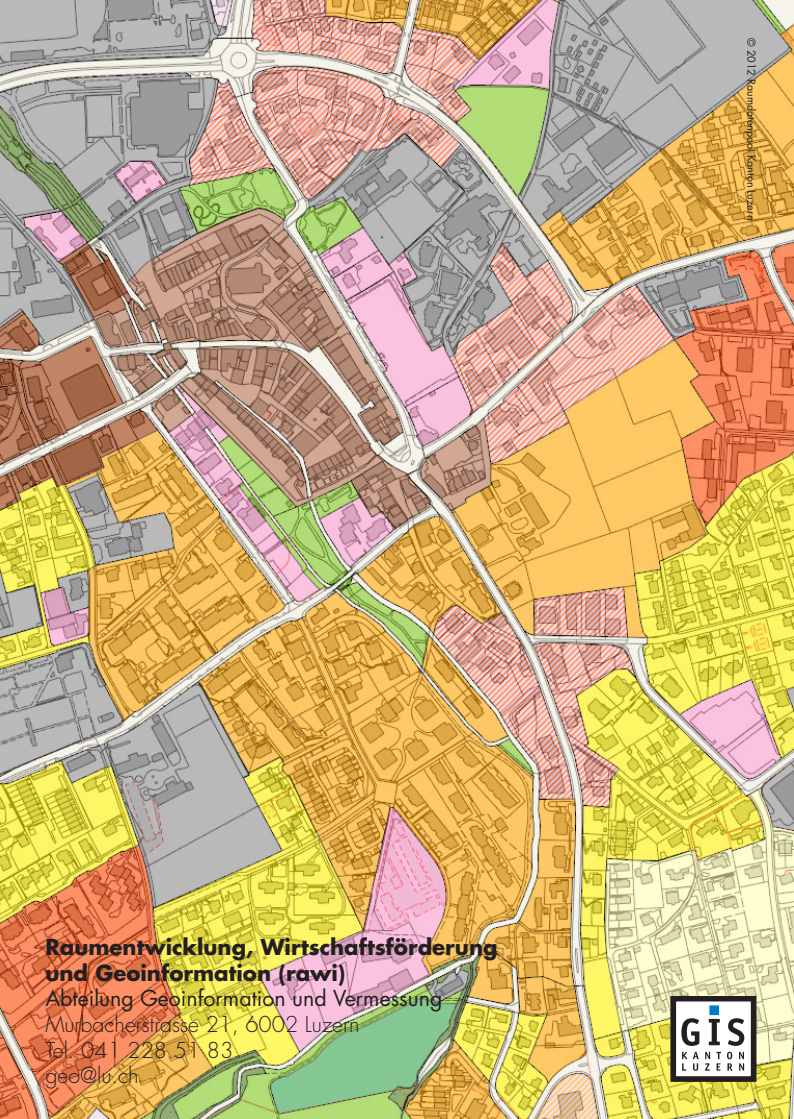 © 2012 Raumdatenpool Kanton Luzern
Raumentwicklung, Wirtschaftsförderung
und Geoinformation (rawi)
Abteilung Geoinformation und Vermessung
Murbacherstrasse 21, 6002 Luzern
Tel. 041 228 51 83
geo@lu.ch
GIS
KANTON
LUZERN